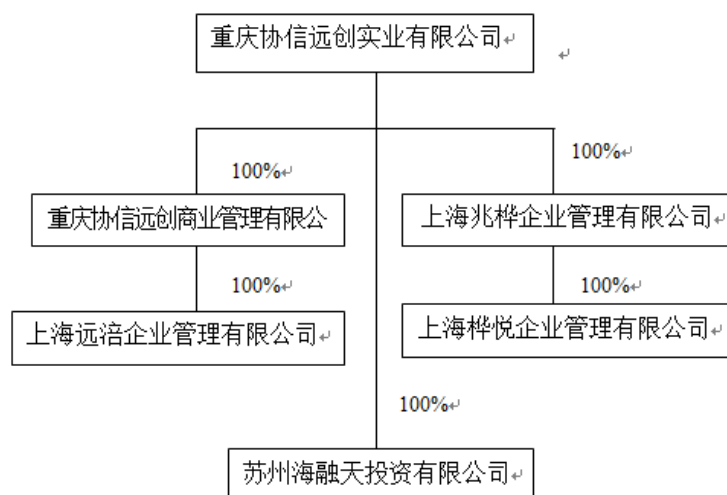 重庆协信远创实业有限公司
100%
100%
重庆协信远创商业管理有限公
上海兆桦企业管理有限公司
100%
100%
上海远涪企业管理有限公司
上海桦悦企业管理有限公司
100%
苏州海融天投资有限公司